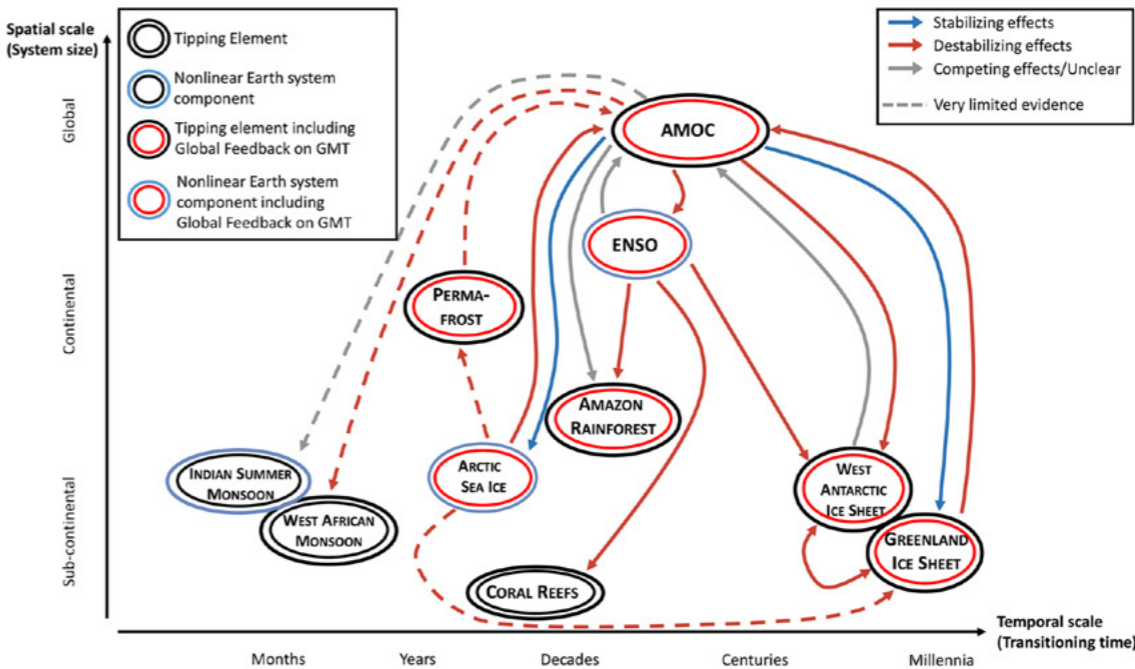 Spatial scale
(System size)
Tipping Element
Nonlinear Earth system
component
Tipping element including
Global Feedback on GMT
Nonlinear Earth system
component including
Global Feedback on GMT
Stabilizing effects
Destabilizing effects
Competing effects/Unclear
Very limited evidence
Global
Continental
Sub-continental
AMOC
ENSO
PERMA-
FROST
AMAZON
RAINFOREST
INDIAN SUMMER
MONSOON
WEST AFRICAN
MONSOON
ARCTIC
SEA ICE
WEST
ANTARCTIC
ICE SHEET
GREENLAND
ICE SHEET
CORAL REEFS
Temporal scale
(Transitioning time)
Months
Years
Decades
Centuries
Millennia